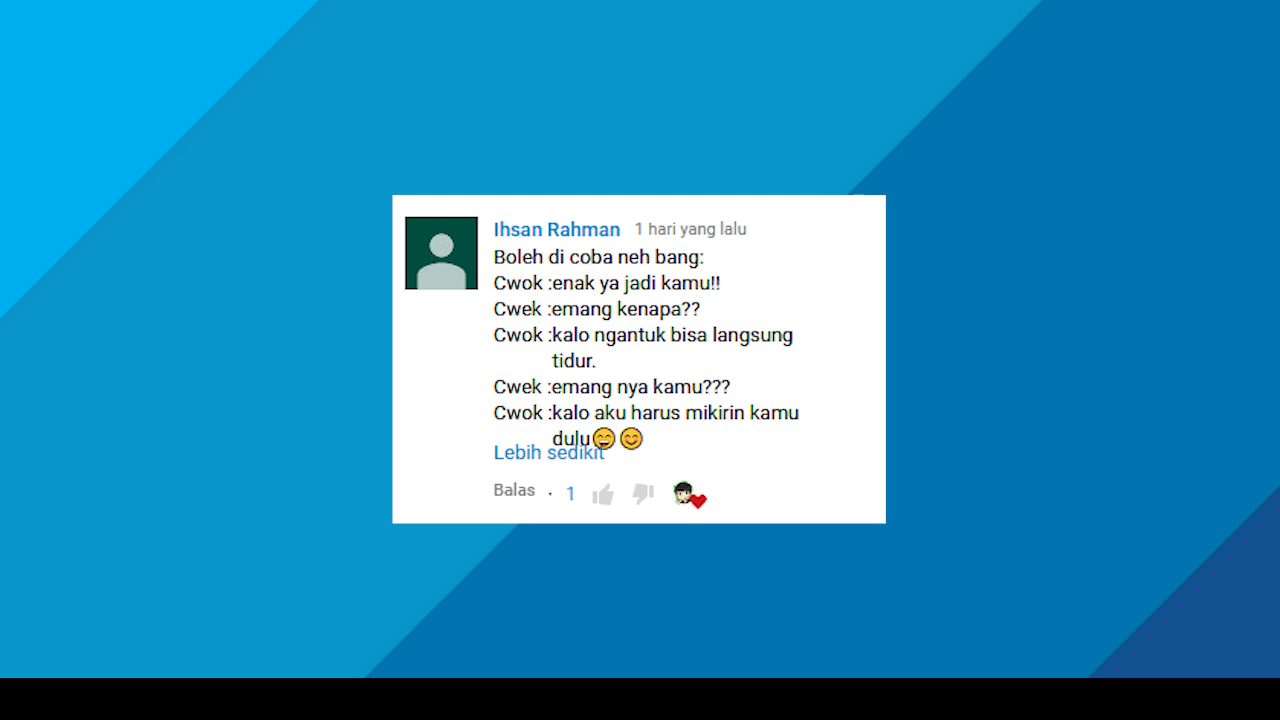 Ihsan Rahman 1 hari yang lalu
Boleh di coba neh bang:
Cwok :enak ya jadi kamu!!
Cwek :emang kenapa??
Cwok :kalo ngantuk bisa langsung
tidur.
Cwek :emang nya kamu???
Cwok :kalo aku harus mikirin kamu
dulu😄😊
Lebih sedikit
Balas · 1